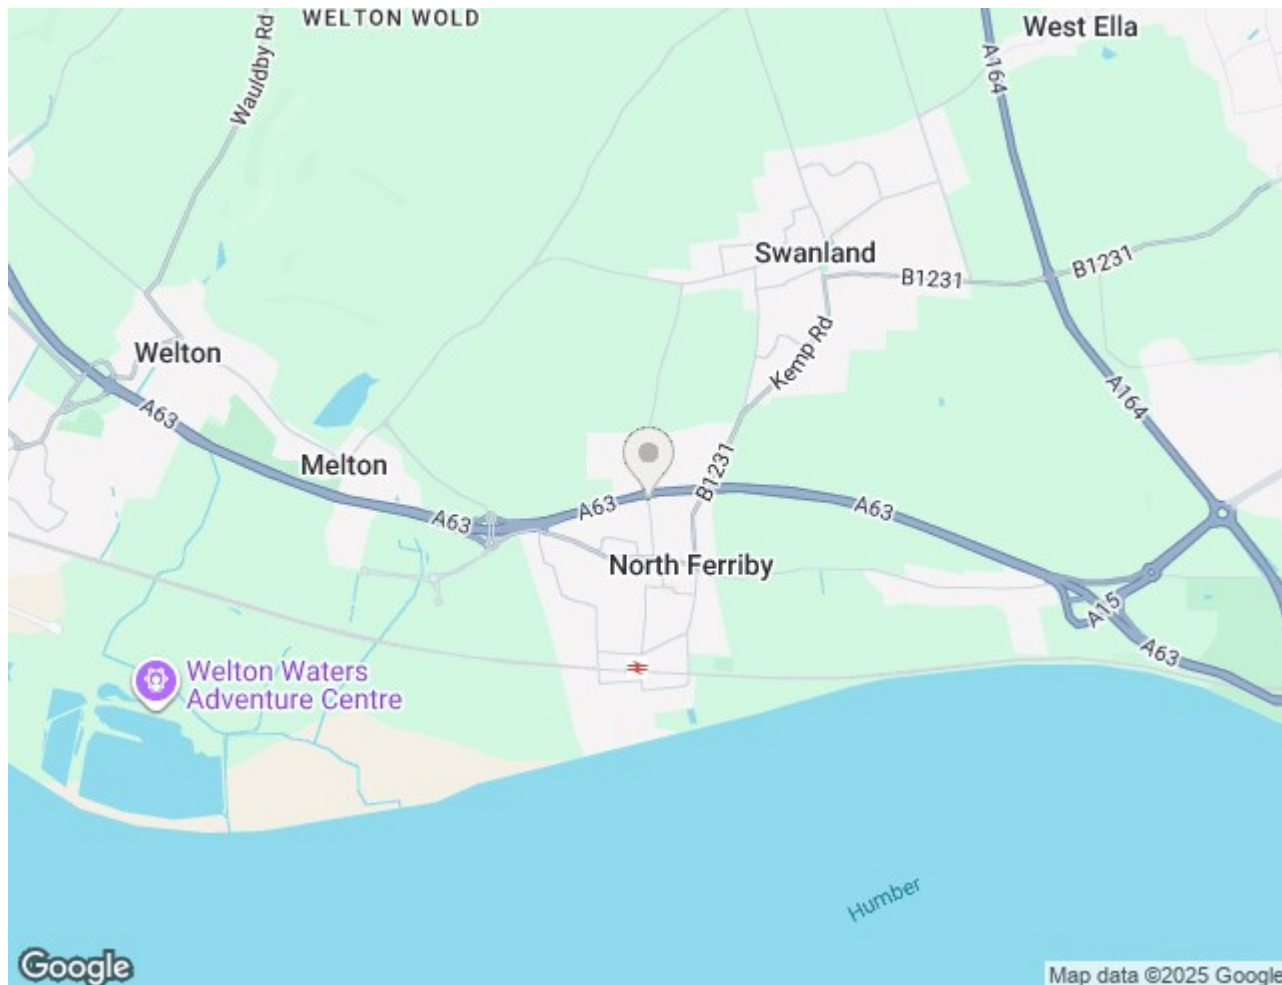 WELTON WOLD
West Ella
Wauldby Rd
A164
Swanland
B1231
B1231
Welton
Kemp Rd
A164
A63
Melton
B1231
A63
A63
A63
North Ferriby
A15
A63
Welton Waters
Adventure Centre
Humber
Google
Map data ©2025 Google